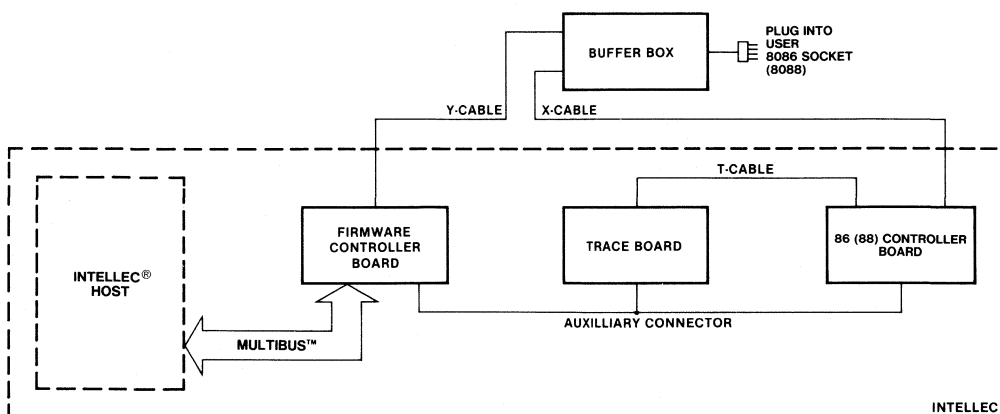 BUFFER BOX
PLUG INTO
USER
8086 SOCKET
(8088)
Y-CABLE
X-CABLE
T-CABLE
INTELLEC®
HOST
FIRMWARE
CONTROLLER
BOARD
TRACE BOARD
86 (88) CONTROLLER
BOARD
MULTIBUS™
AUXILLIARY CONNECTOR
INTELLEC